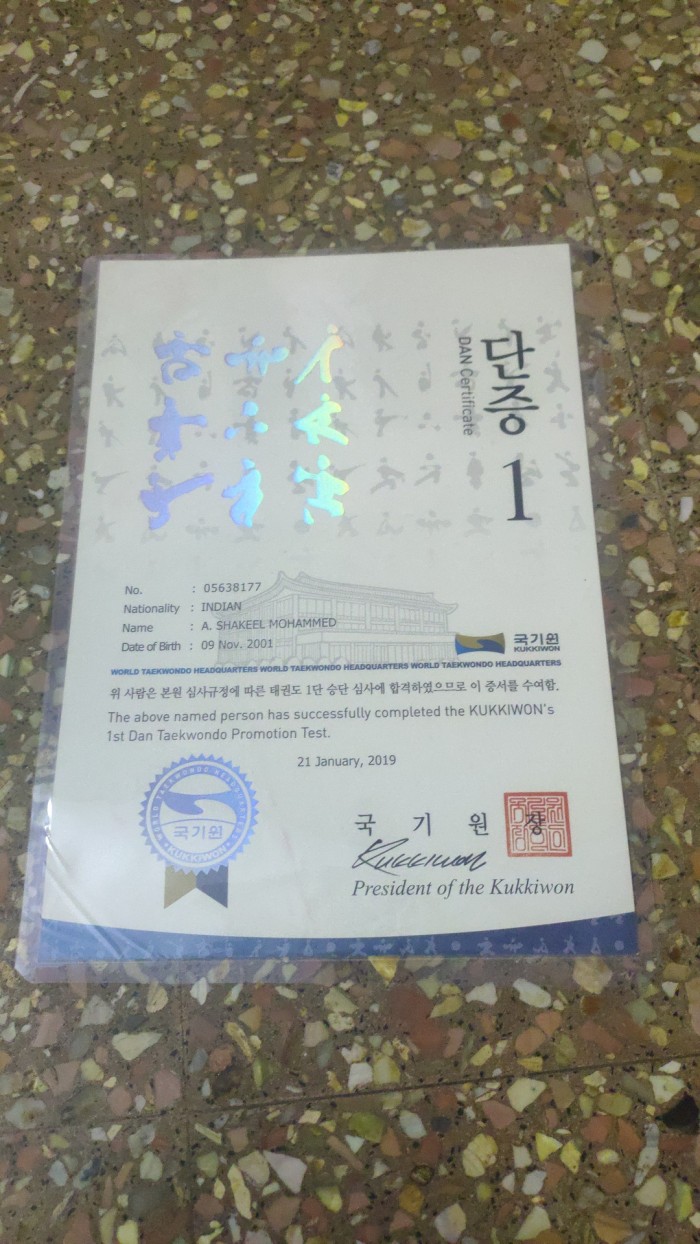 단증
DAN Certificate
1
No. : 05638177
Nationality : INDIAN
Name : A. SHAKEEL MOHAMMED
Date of Birth : 09 Nov. 2001
국기원
KUKKIWON
WORLD TAEKWONDO HEADQUARTERS WORLD TAEKWONDO HEADQUARTERS WORLD TAEKWONDO HEADQUARTERS
위 사람은 본원 심사규정에 따른 태권도 1단 승단 심사에 합격하였으므로 이 증서를 수여함.
The above named person has successfully completed the KUKKIWON's
1st Dan Taekwondo Promotion Test.
21 January, 2019
WORLD TAEKWONDO HEADQUARTERS
국기원
KUKKIWON
국 기 원 장
Kukkiwon
President of the Kukkiwon